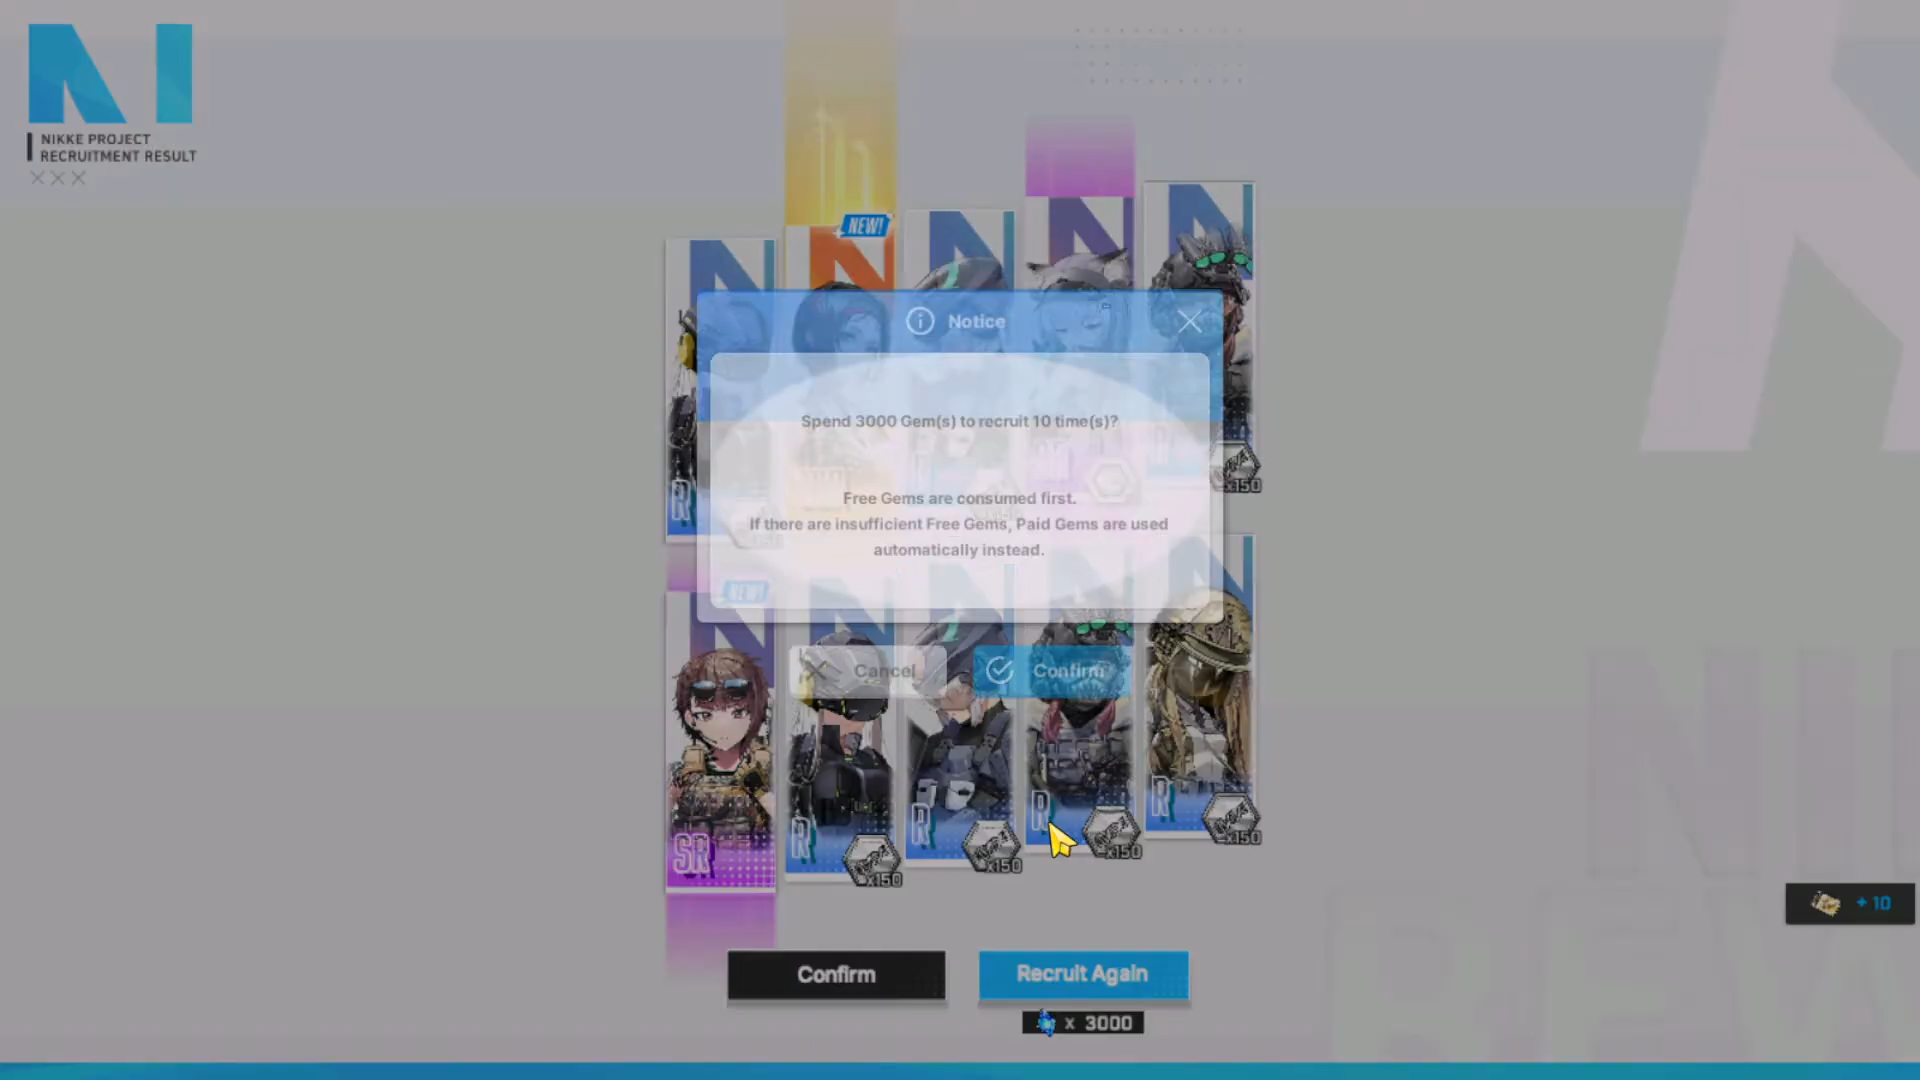 NIKKE PROJECT
RECRUITMENT RESULT
NEW!
Notice
Spend 3000 Gem(s) to recruit 10 time(s)?
Free Gems are consumed first.
If there are insufficient Free Gems, Paid Gems are used
automatically instead.
R
x150
NEW!
Cancel
Confirm
SR
R
x150
R
x150
R
x150
R
x150
+ 10
Confirm
Recruit Again
x 3000